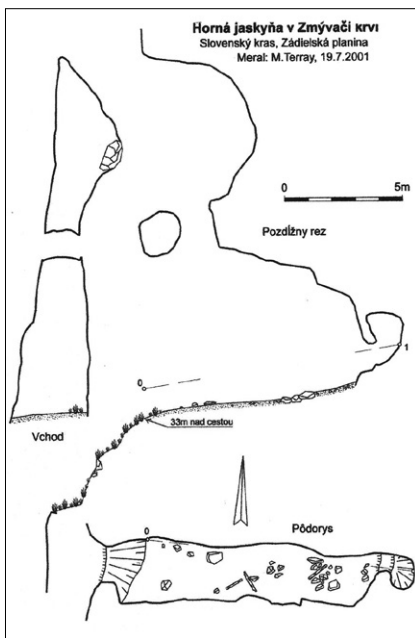 Horná jaskyňa v Zmývači krvi
Slovenský kras, Zádielská planina
Meral: M.Terray, 19.7.2001
0 5m
Pozdĺžny rez
1
0
33m nad cestou
Vchod
Pôdorys
0